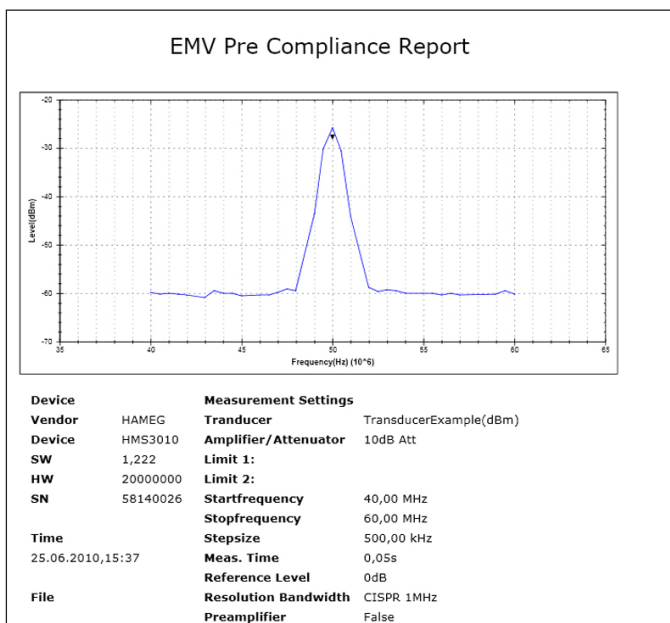 EMV Pre Compliance Report
-20
-30
-40
-50
-60
-70
Level(dBm)
35 40 45 50 55 60 65
Frequency(Hz) (10^6)
Device Measurement Settings
Vendor HAMEG Tranducer TransducerExample(dBm)
Device HMS3010 Amplifier/Attenuator 10dB Att
SW 1,222 Limit 1:
HW 20000000 Limit 2:
SN 58140026 Startfrequency 40,00 MHz
Stopfrequency 60,00 MHz
Time Stepsize 500,00 kHz
25.06.2010,15:37 Meas. Time 0,05s
Reference Level 0dB
File Resolution Bandwidth CISPR 1MHz
Preamplifier False